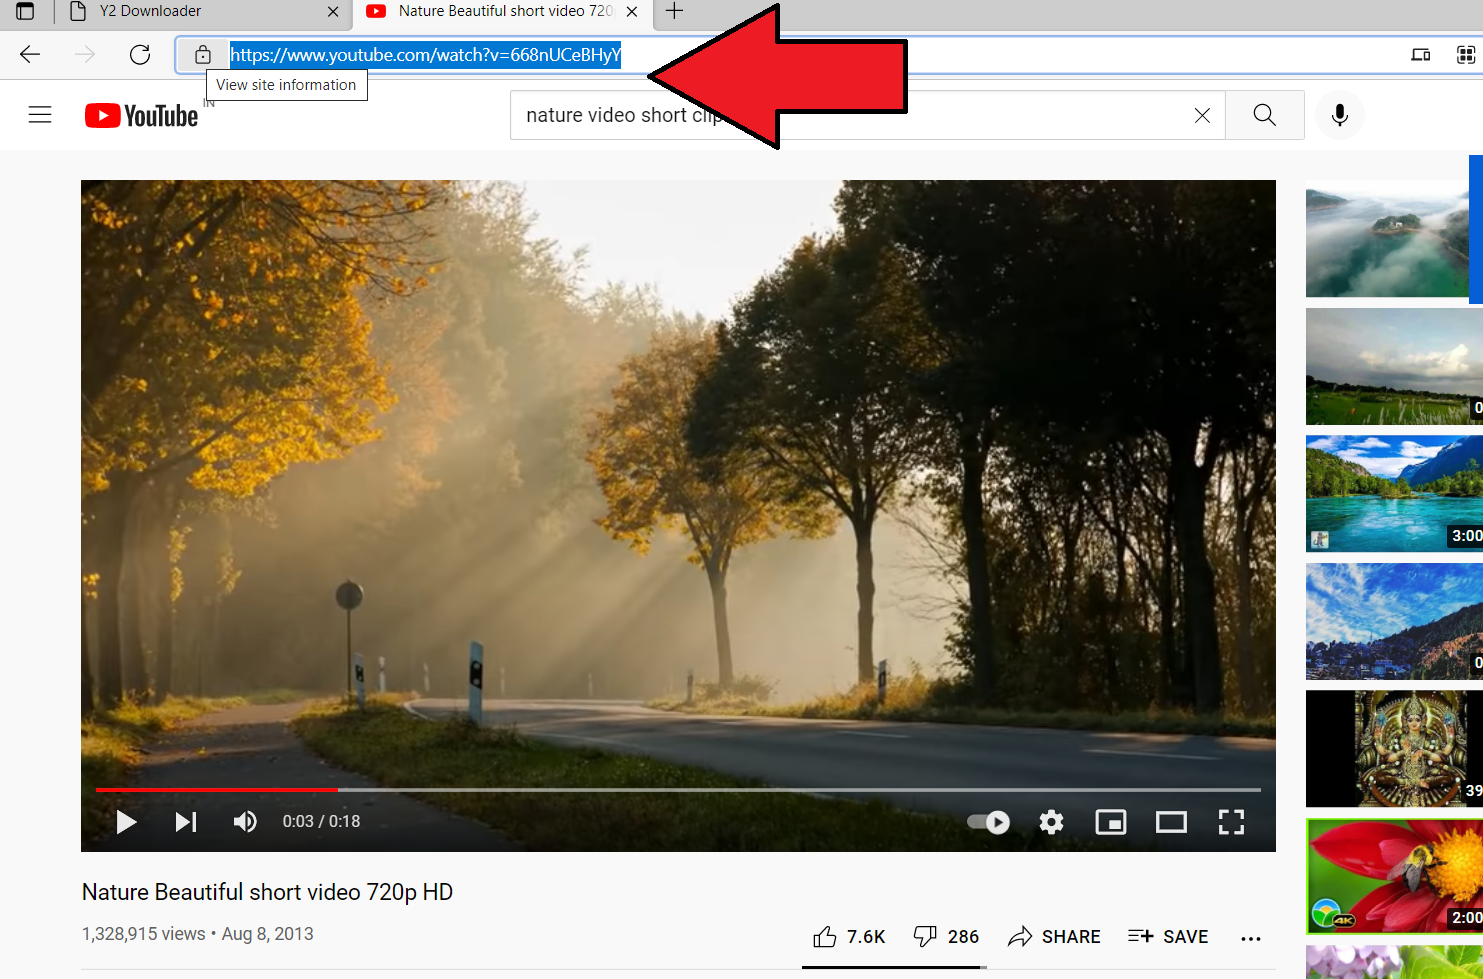 Y2 Downloader
Nature Beautiful short video 720
https://www.youtube.com/watch?v=668nUCeBHyY
View site information
YouTube IN
nature video short clip
0:03 / 0:18
Nature Beautiful short video 720p HD
1,328,915 views • Aug 8, 2013
7.6K 286 SHARE SAVE
0
3:00
0
39
4K
2:00